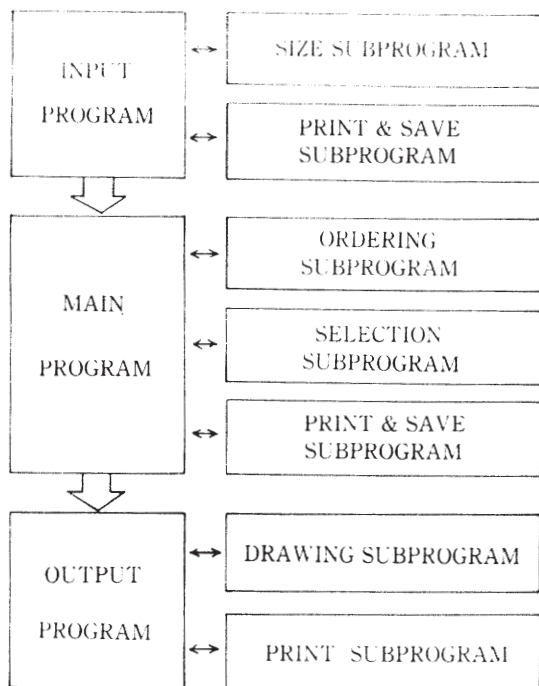 INPUT
PROGRAM
SIZE SUBPROGRAM
PRINT & SAVE
SUBPROGRAM
MAIN
PROGRAM
ORDERING
SUBPROGRAM
SELECTION
SUBPROGRAM
PRINT & SAVE
SUBPROGRAM
OUTPUT
PROGRAM
DRAWING SUBPROGRAM
PRINT SUBPROGRAM